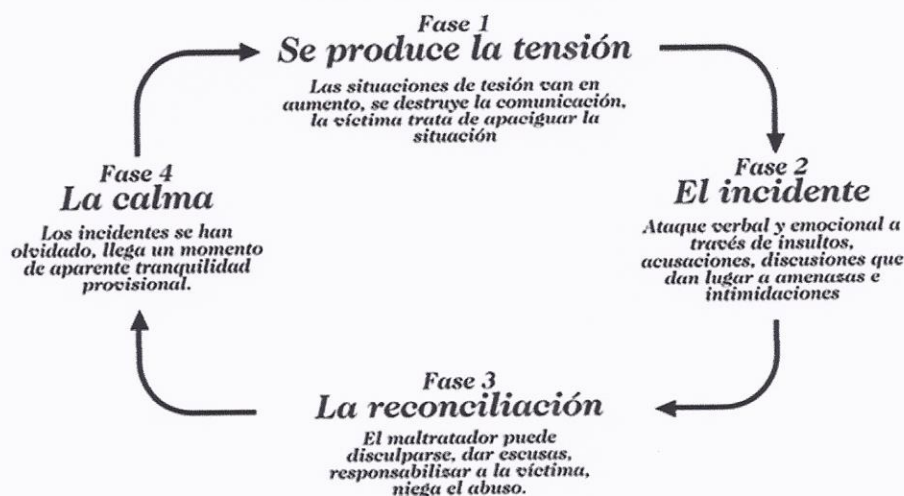 Fase 1
Se produce la tensión
Las situaciones de tesión van en
aumento, se destruye la comunicación,
la víctima trata de apaciguar la
situación
Fase 2
El incidente
Ataque verbal y emocional a
través de insultos,
acusaciones, discusiones que
dan lugar a amenazas e
intimidaciones
Fase 3
La reconciliación
El maltratador puede
disculparse, dar escusas,
responsabilizar a la víctima,
niega el abuso.
Fase 4
La calma
Los incidentes se han
olvidado, llega un momento
de aparente tranquilidad
provisional.